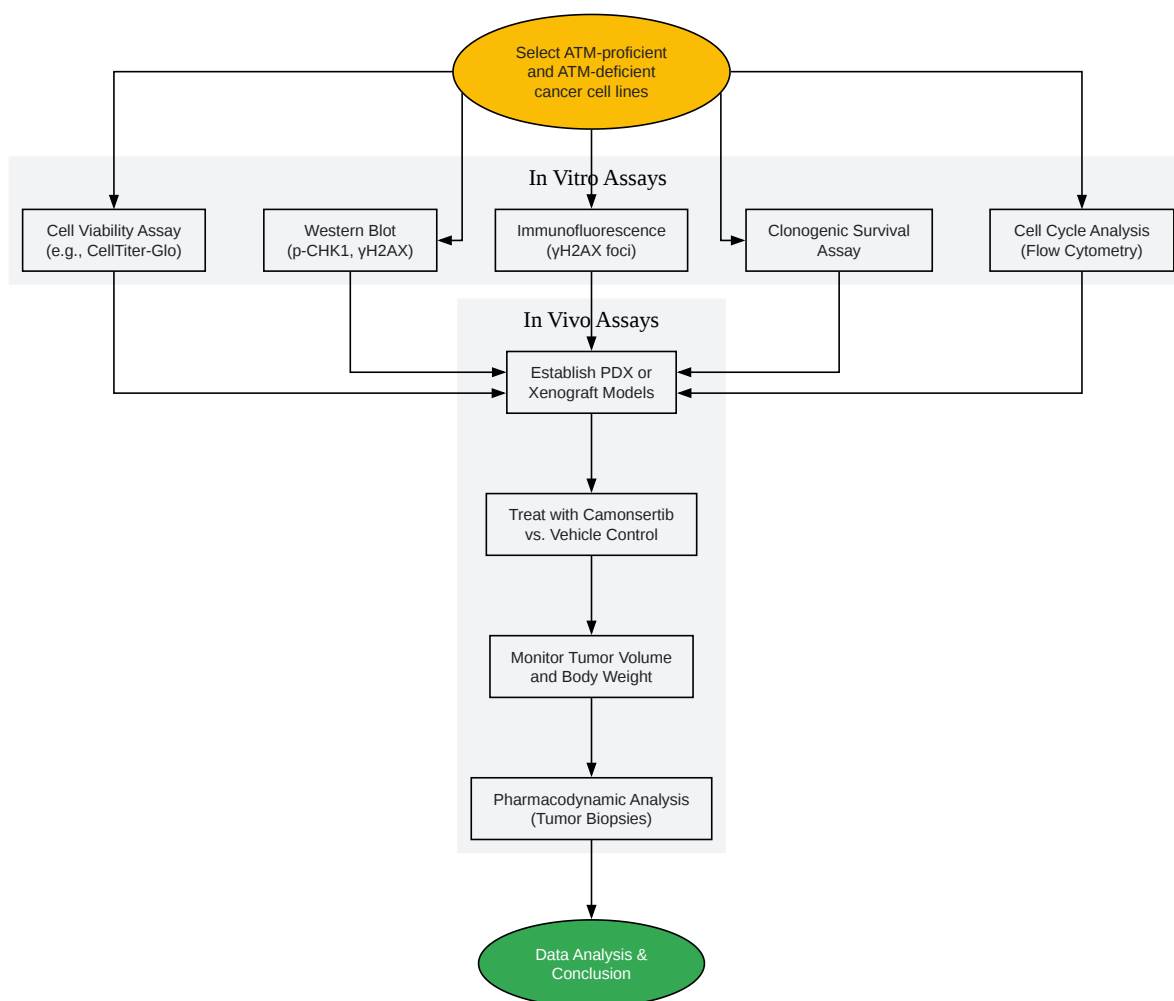 Select ATM-proficient
and ATM-deficient
cancer cell lines
In Vitro Assays
Cell Viability Assay
(e.g., CellTiter-Glo)
Western Blot
(p-CHK1, γH2AX)
Immunofluorescence
(γH2AX foci)
Clonogenic Survival
Assay
Cell Cycle Analysis
(Flow Cytometry)
In Vivo Assays
Establish PDX or
Xenograft Models
Treat with Camonsertib
vs. Vehicle Control
Monitor Tumor Volume
and Body Weight
Pharmacodynamic Analysis
(Tumor Biopsies)
Data Analysis &
Conclusion